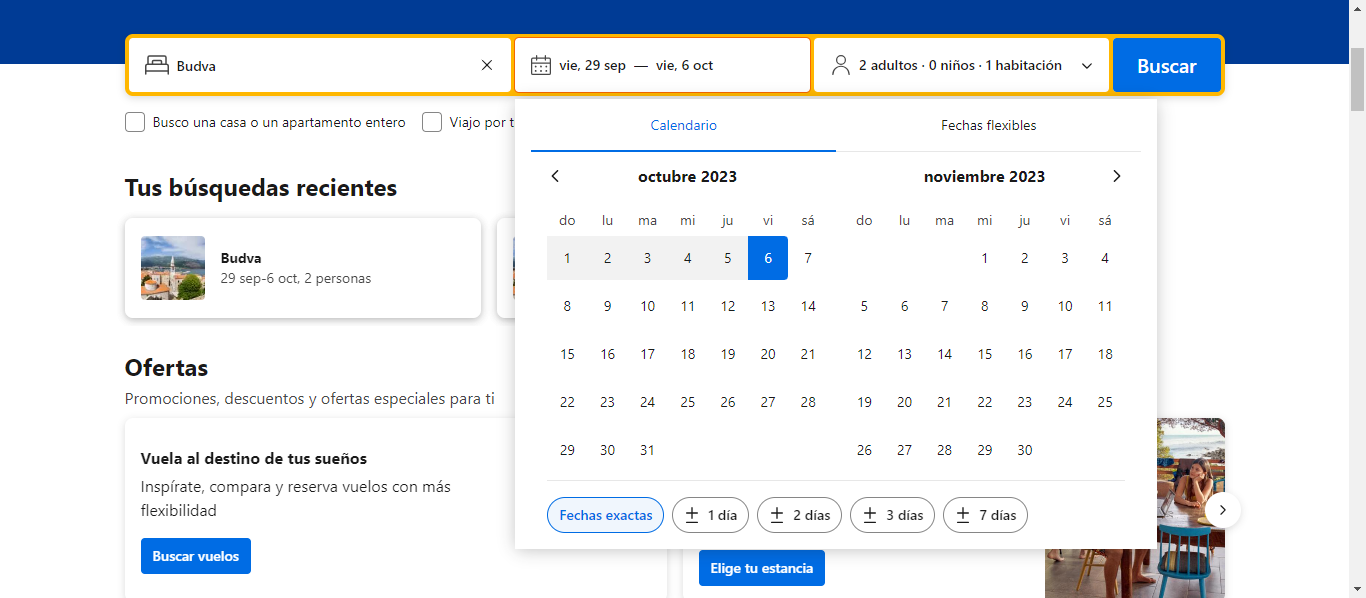 Budva
vie, 29 sep — vie, 6 oct
2 adultos · 0 niños · 1 habitación
Buscar
Busco una casa o un apartamento entero
Viajo por t
Calendario
Fechas flexibles
octubre 2023
do lu ma mi ju vi sá
1 2 3 4 5 6 7
8 9 10 11 12 13 14
15 16 17 18 19 20 21
22 23 24 25 26 27 28
29 30 31
noviembre 2023
do lu ma mi ju vi sá
1 2 3 4
5 6 7 8 9 10 11
12 13 14 15 16 17 18
19 20 21 22 23 24 25
26 27 28 29 30
Fechas exactas
± 1 día
± 2 días
± 3 días
± 7 días
Tus búsquedas recientes
Budva
29 sep-6 oct, 2 personas
Ofertas
Promociones, descuentos y ofertas especiales para ti
Vuela al destino de tus sueños
Inspírate, compara y reserva vuelos con más
flexibilidad
Buscar vuelos
Elige tu estancia